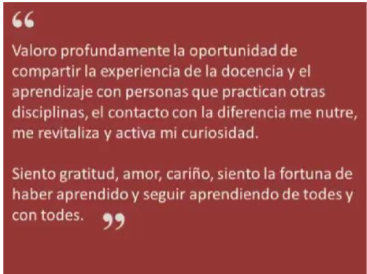 “
Valoro profundamente la oportunidad de
compartir la experiencia de la docencia y el
aprendizaje con personas que practican otras
disciplinas, el contacto con la diferencia me nutre,
me revitaliza y activa mi curiosidad.
Siento gratitud, amor, cariño, siento la fortuna de
haber aprendido y seguir aprendiendo de todes y
con todes. ”